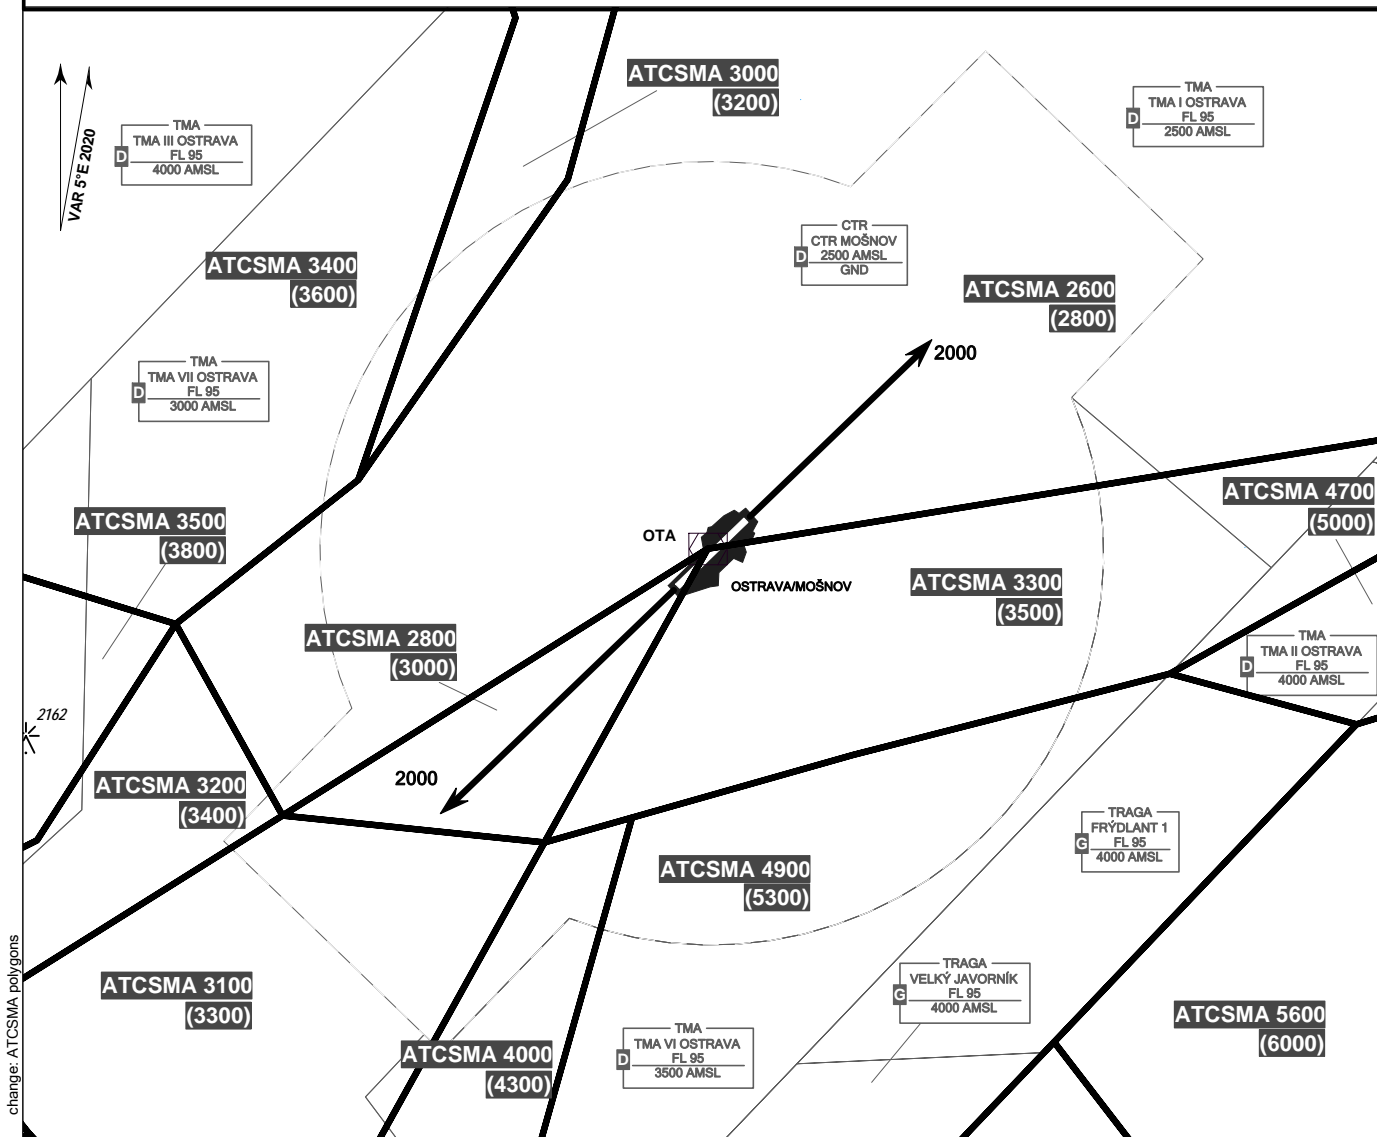 ATCSMA 3000
(3200)
TMA
TMA I OSTRAVA
D
FL 95
2500 AMSL
TMA
TMA III OSTRAVA
D
FL 95
4000 AMSL
VAR 5°E 2020
CTR
CTR MOŠNOV
D
2500 AMSL
GND
ATCSMA 3400
(3600)
ATCSMA 2600
(2800)
2000
TMA
TMA VII OSTRAVA
D
FL 95
3000 AMSL
ATCSMA 4700
(5000)
ATCSMA 3500
(3800)
OTA
OSTRAVA/MOŠNOV
ATCSMA 3300
(3500)
ATCSMA 2800
(3000)
TMA
TMA II OSTRAVA
D
FL 95
4000 AMSL
2162
2000
ATCSMA 3200
(3400)
TRAGA
FRÝDLANT 1
G
FL 95
4000 AMSL
ATCSMA 4900
(5300)
TRAGA
VELKÝ JAVORNÍK
G
FL 95
4000 AMSL
ATCSMA 3100
(3300)
ATCSMA 5600
(6000)
TMA
TMA VI OSTRAVA
D
FL 95
3500 AMSL
ATCSMA 4000
(4300)
change: ATCSMA polygons